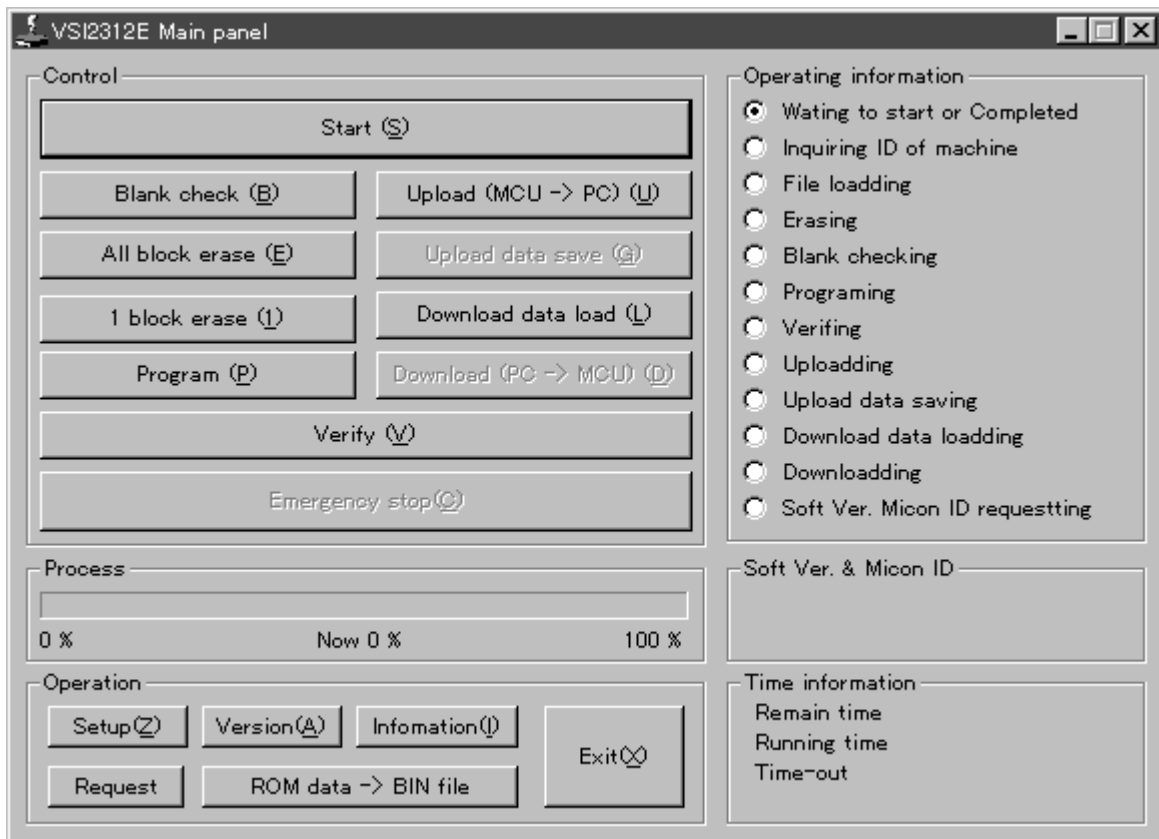 VSI2312E Main panel
Control
Start (S)
Blank check (B)
Upload (MCU -> PC) (U)
All block erase (E)
Upload data save (G)
1 block erase (1)
Download data load (L)
Program (P)
Download (PC -> MCU) (D)
Verify (V)
Emergency stop(C)
Operating information
Wating to start or Completed
Inquiring ID of machine
File loadding
Erasing
Blank checking
Programing
Verifing
Uploadding
Upload data saving
Download data loadding
Downloadding
Soft Ver. Micon ID requestting
Process
0 %
Now 0 %
100 %
Soft Ver. & Micon ID
Operation
Setup(Z)
Version(A)
Infomation(I)
Exit(X)
Request
ROM data -> BIN file
Time information
Remain time
Running time
Time-out